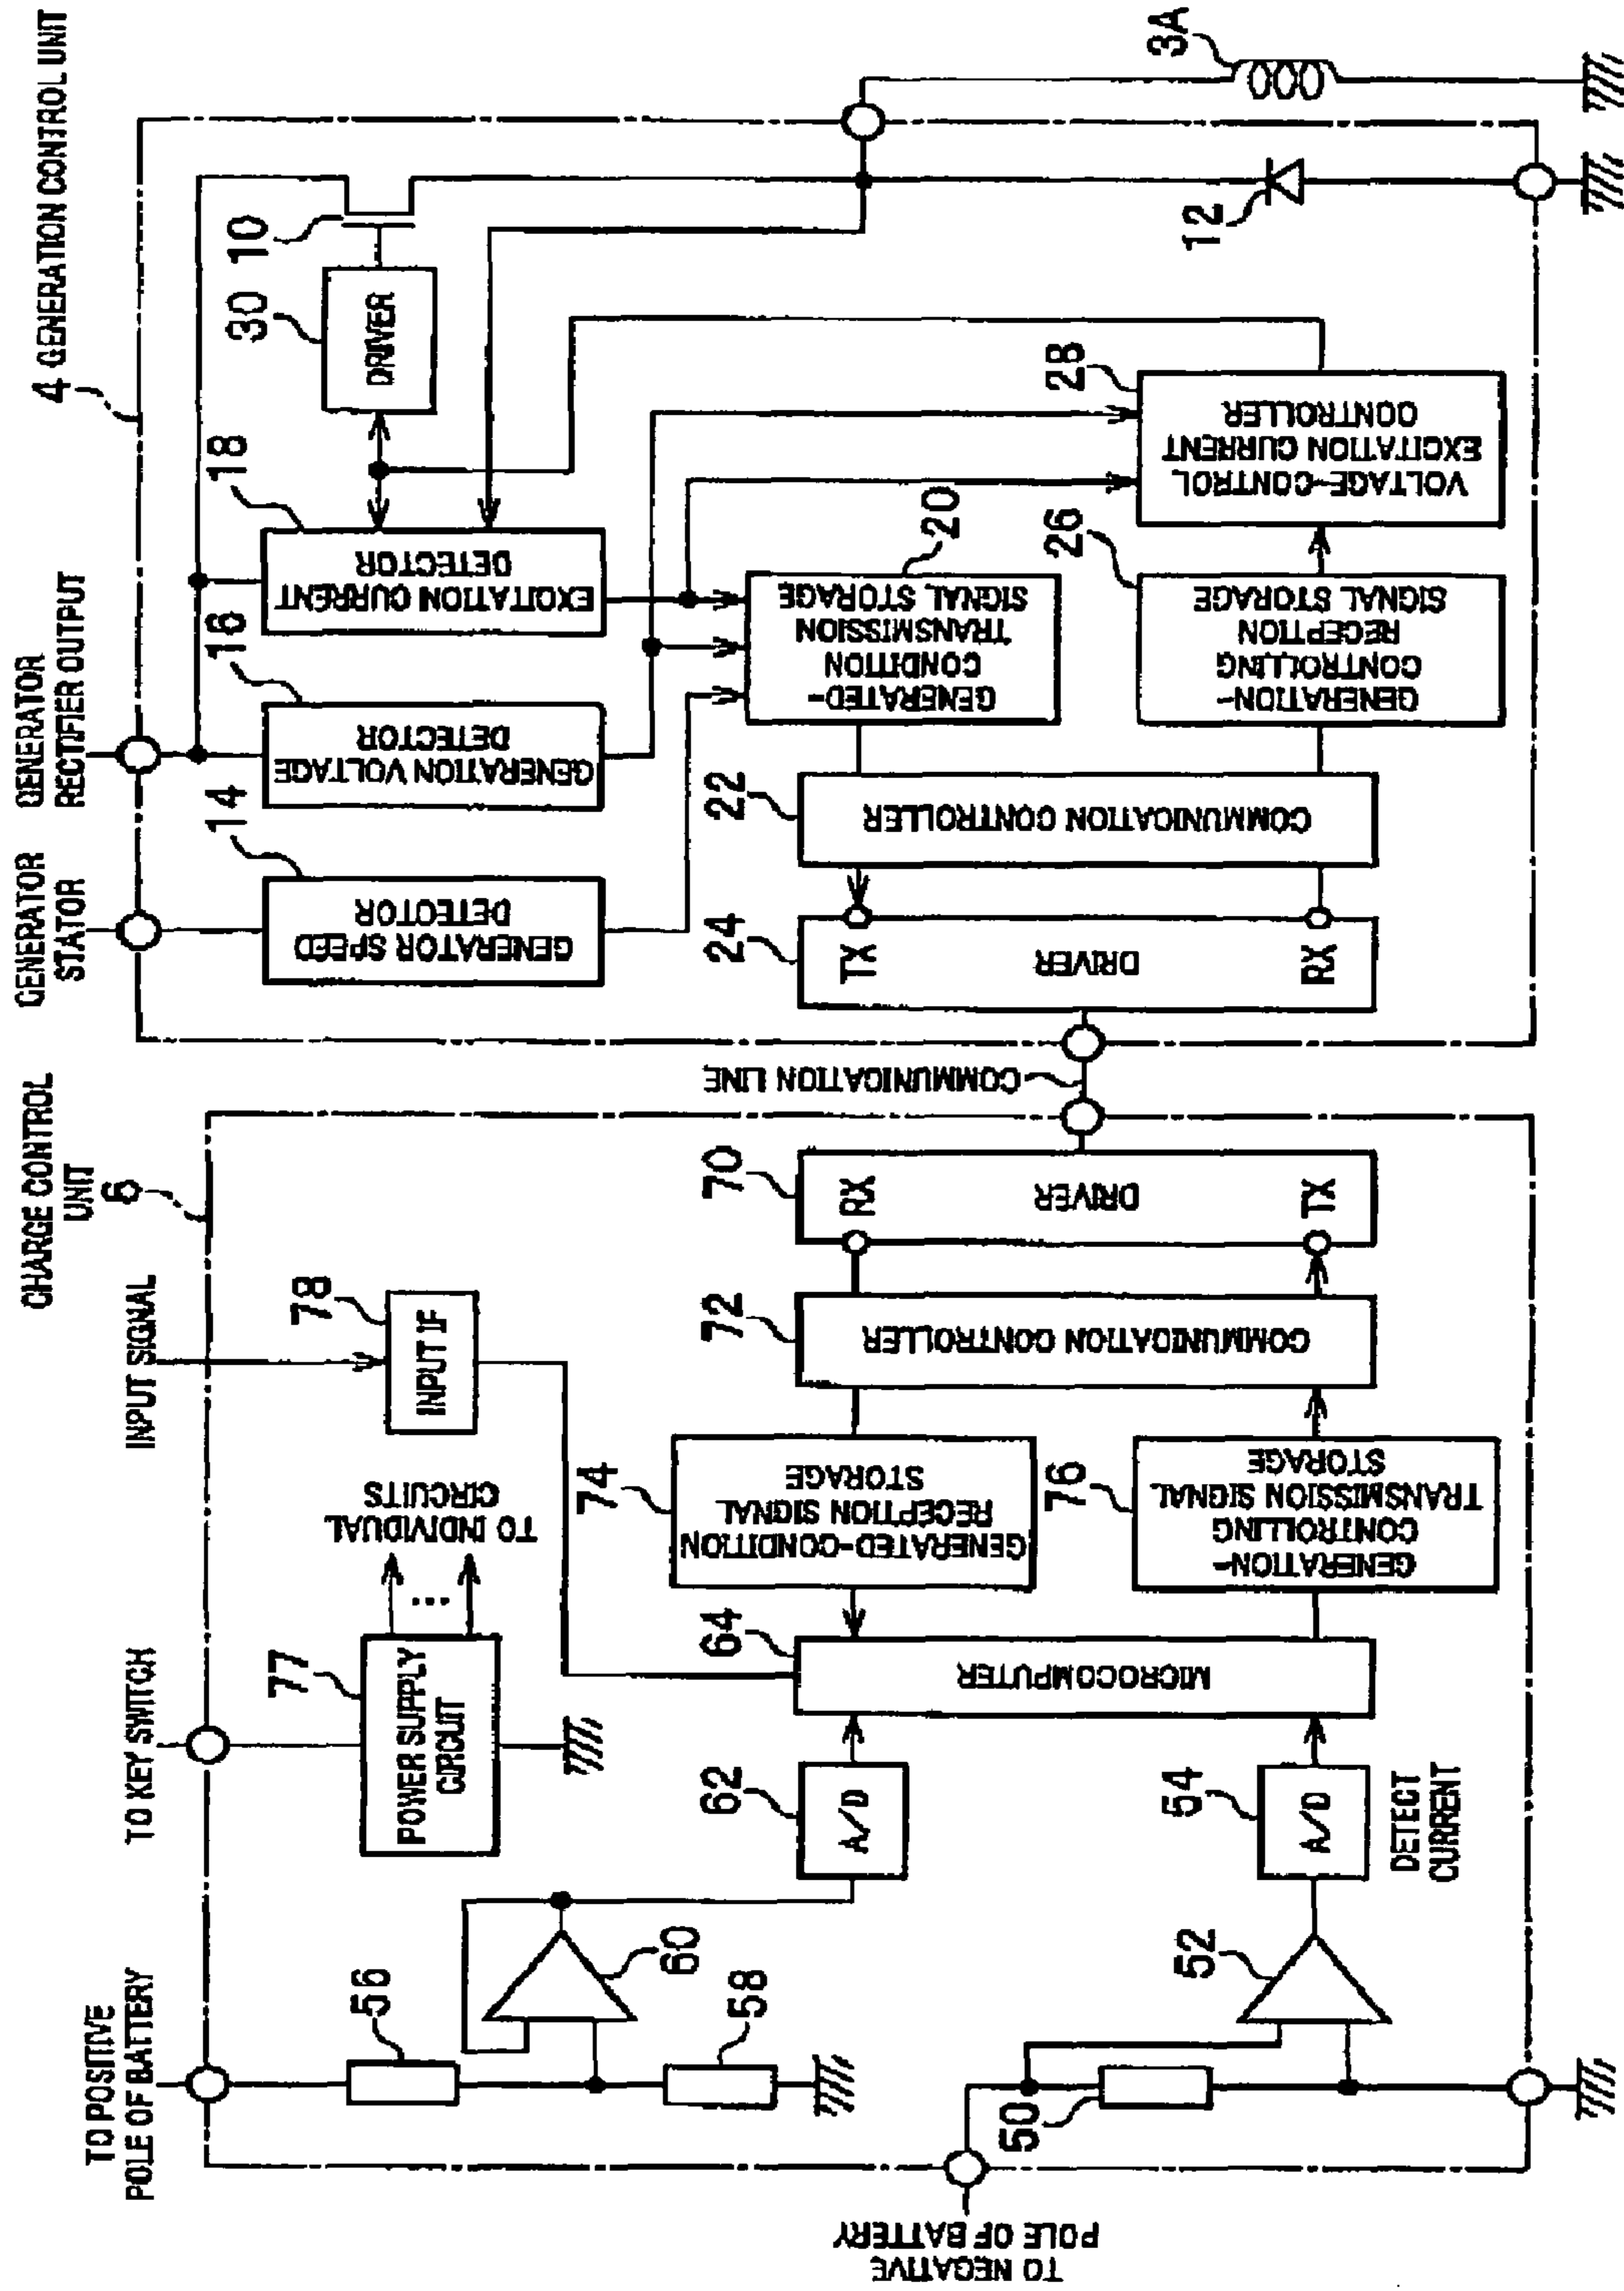 TO POSITIVE
POLE OF BATTERY
TO KEY SWITCH
INPUT SIGNAL
CHARGE CONTROL
UNIT
6
56
60
58
77
POWER SUPPLY
CIRCUIT
TO INDIVIDUAL
CIRCUITS
...
78
INPUT IF
62
A/D
64
MICROCOMPUTER
74
GENERATED-CONDITION
RECEPTION SIGNAL
STORAGE
72
COMMUNICATION CONTROLLER
70
RX
DRIVER
TX
76
GENERATION-
CONTROLLING
TRANSMISSION SIGNAL
STORAGE
54
A/D
DETECT
CURRENT
52
50
TO NEGATIVE
POLE OF BATTERY
COMMUNICATION LINE
GENERATOR
STATOR
GENERATOR
RECTIFIER OUTPUT
4 GENERATION CONTROL UNIT
14
GENERATOR SPEED
DETECTOR
16
GENERATION VOLTAGE
DETECTOR
18
EXCITATION CURRENT
DETECTOR
30
DRIVER
10
24
TX
DRIVER
RX
22
COMMUNICATION CONTROLLER
GENERATED-
CONDITION
TRANSMISSION
SIGNAL STORAGE
20
26
GENERATION-
CONTROLLING
RECEPTION
SIGNAL STORAGE
28
VOLTAGE-CONTROL
EXCITATION CURRENT
CONTROLLER
12
3A